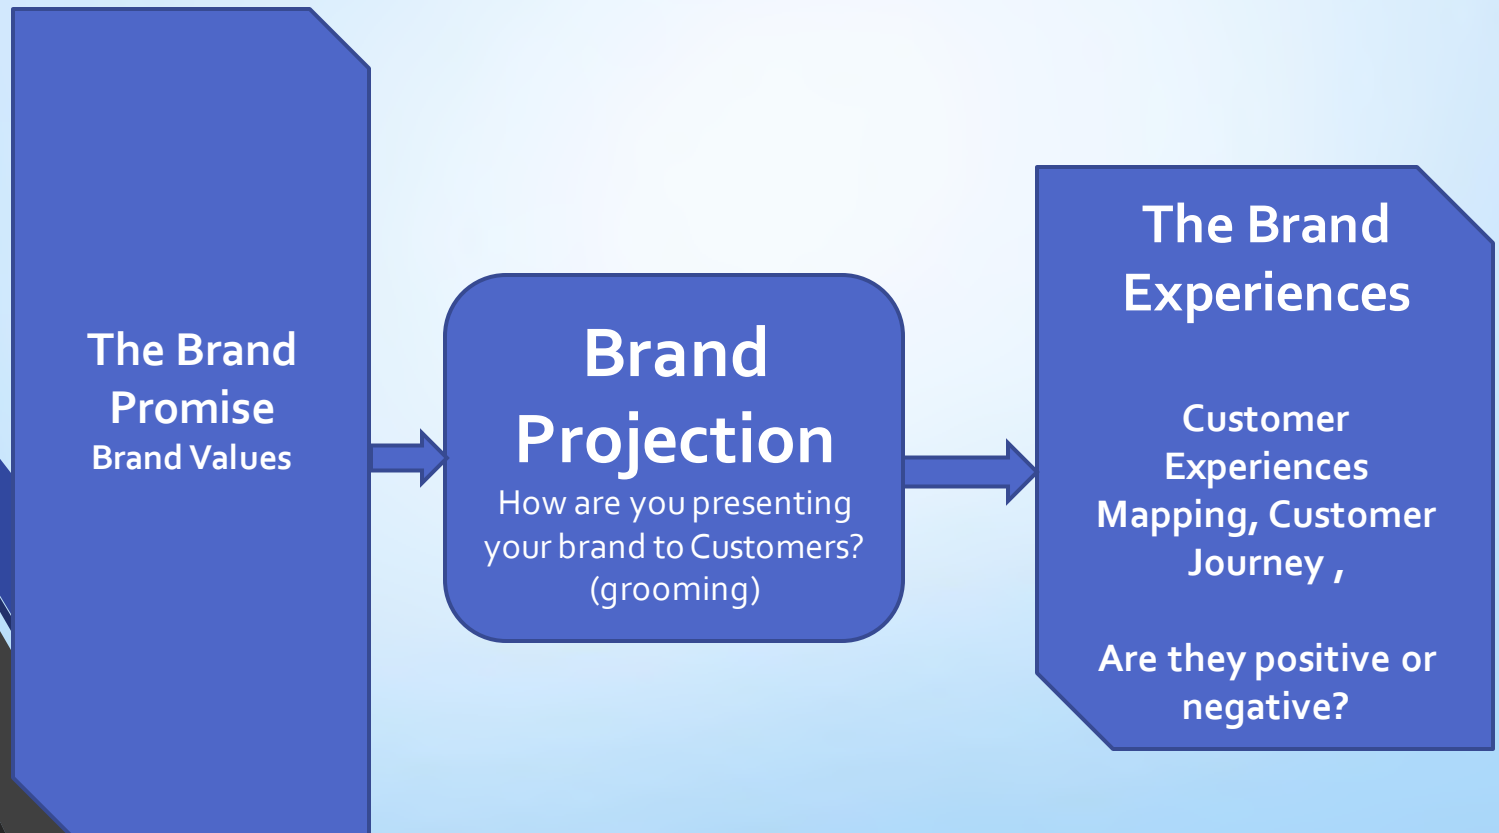 The Brand
Promise
Brand Values
Brand
Projection
How are you presenting
your brand to Customers?
(grooming)
The Brand
Experiences
Customer
Experiences
Mapping, Customer
Journey ,
Are they positive or
negative?